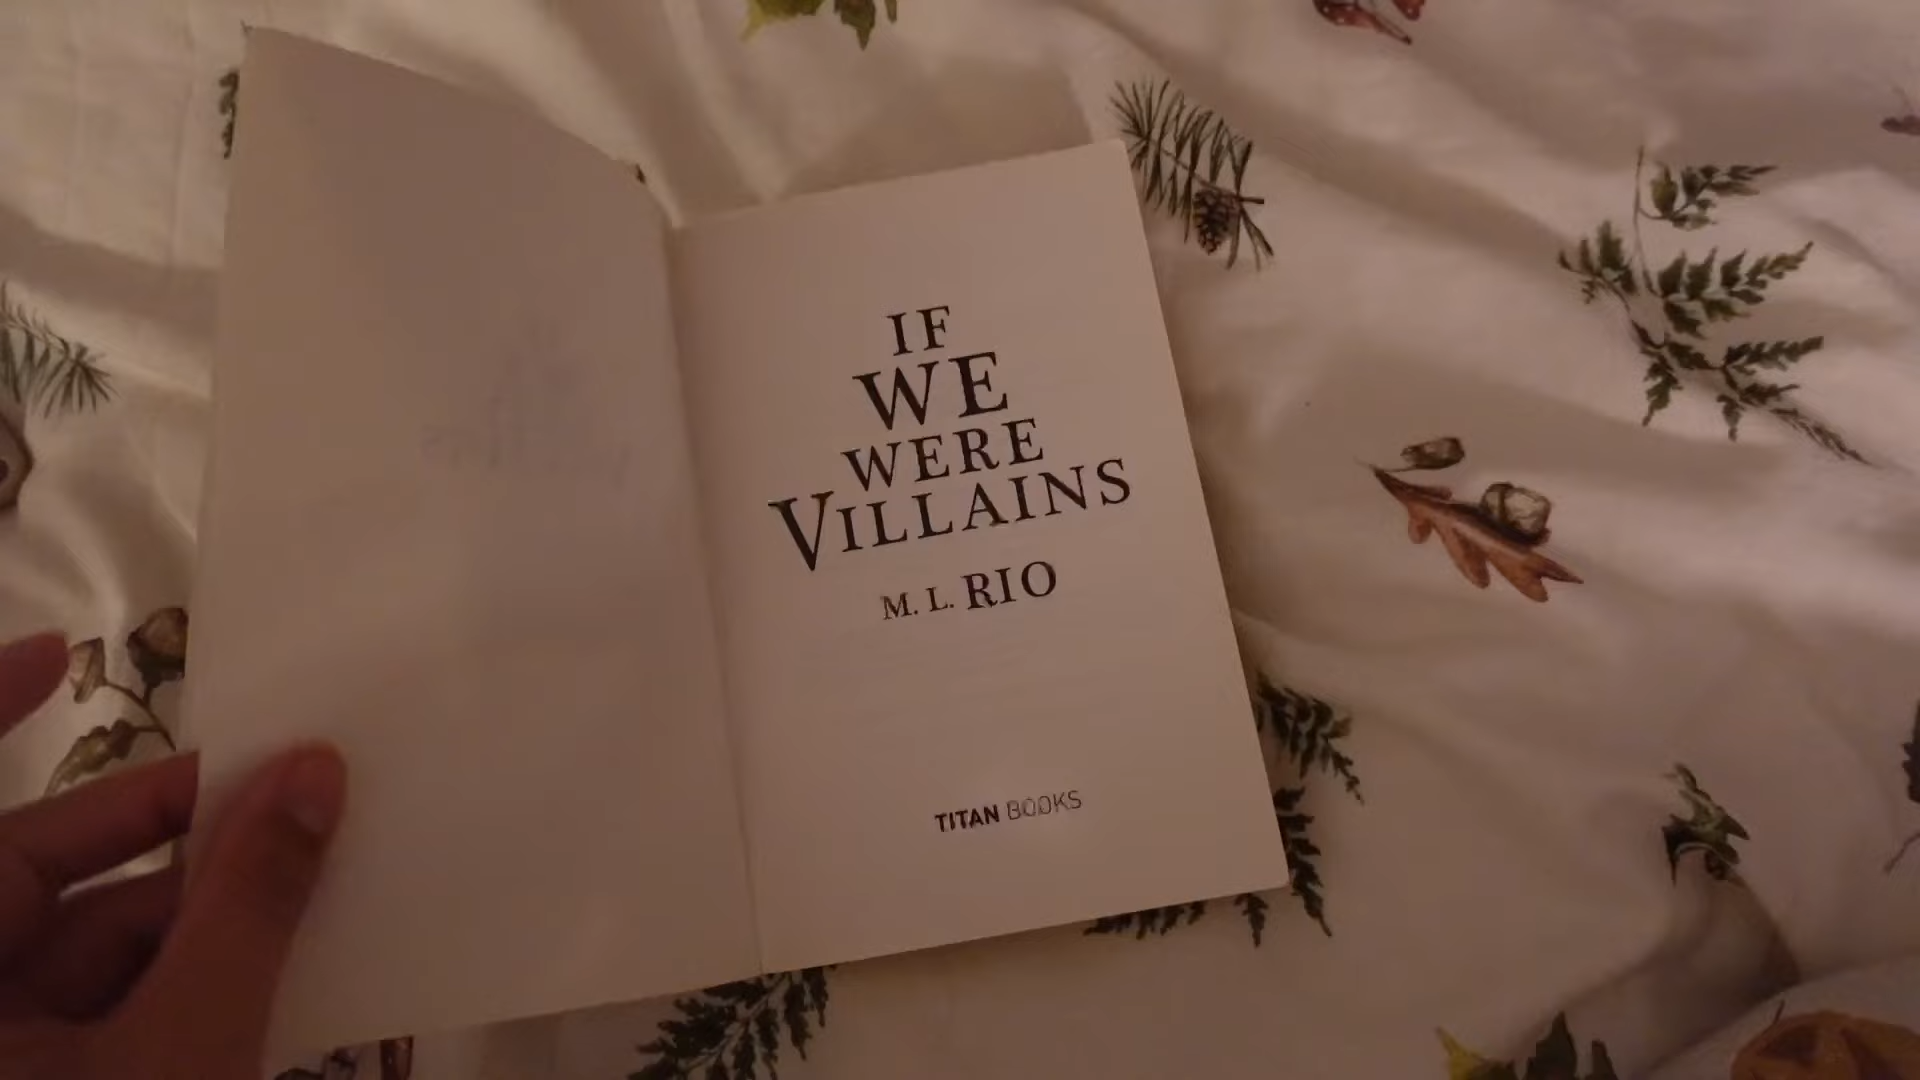 IF
WE
WERE
VILLAINS
M. L. RIO
TITAN BOOKS